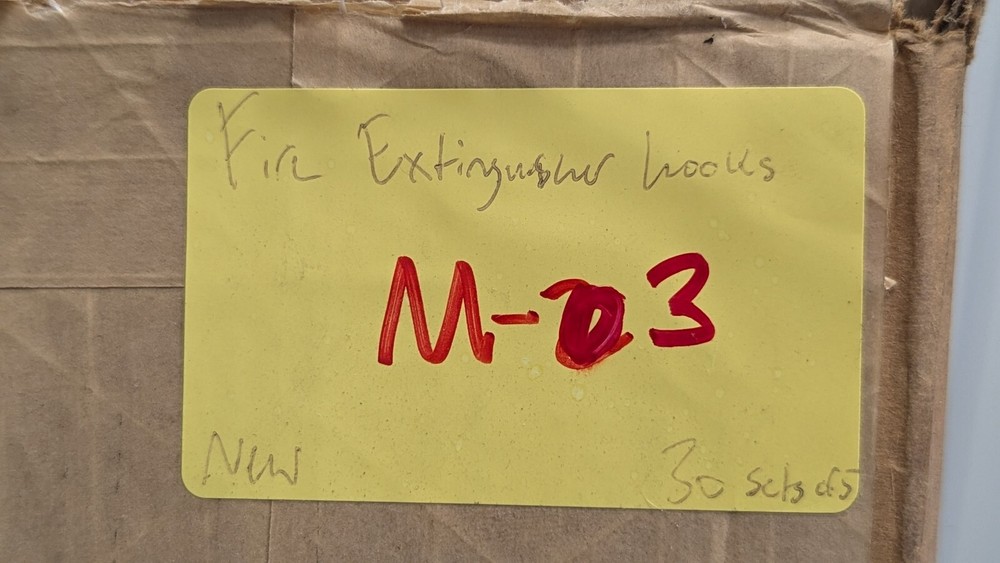 Fire Extinguisher hooks
M-03
New
30 sets of 5